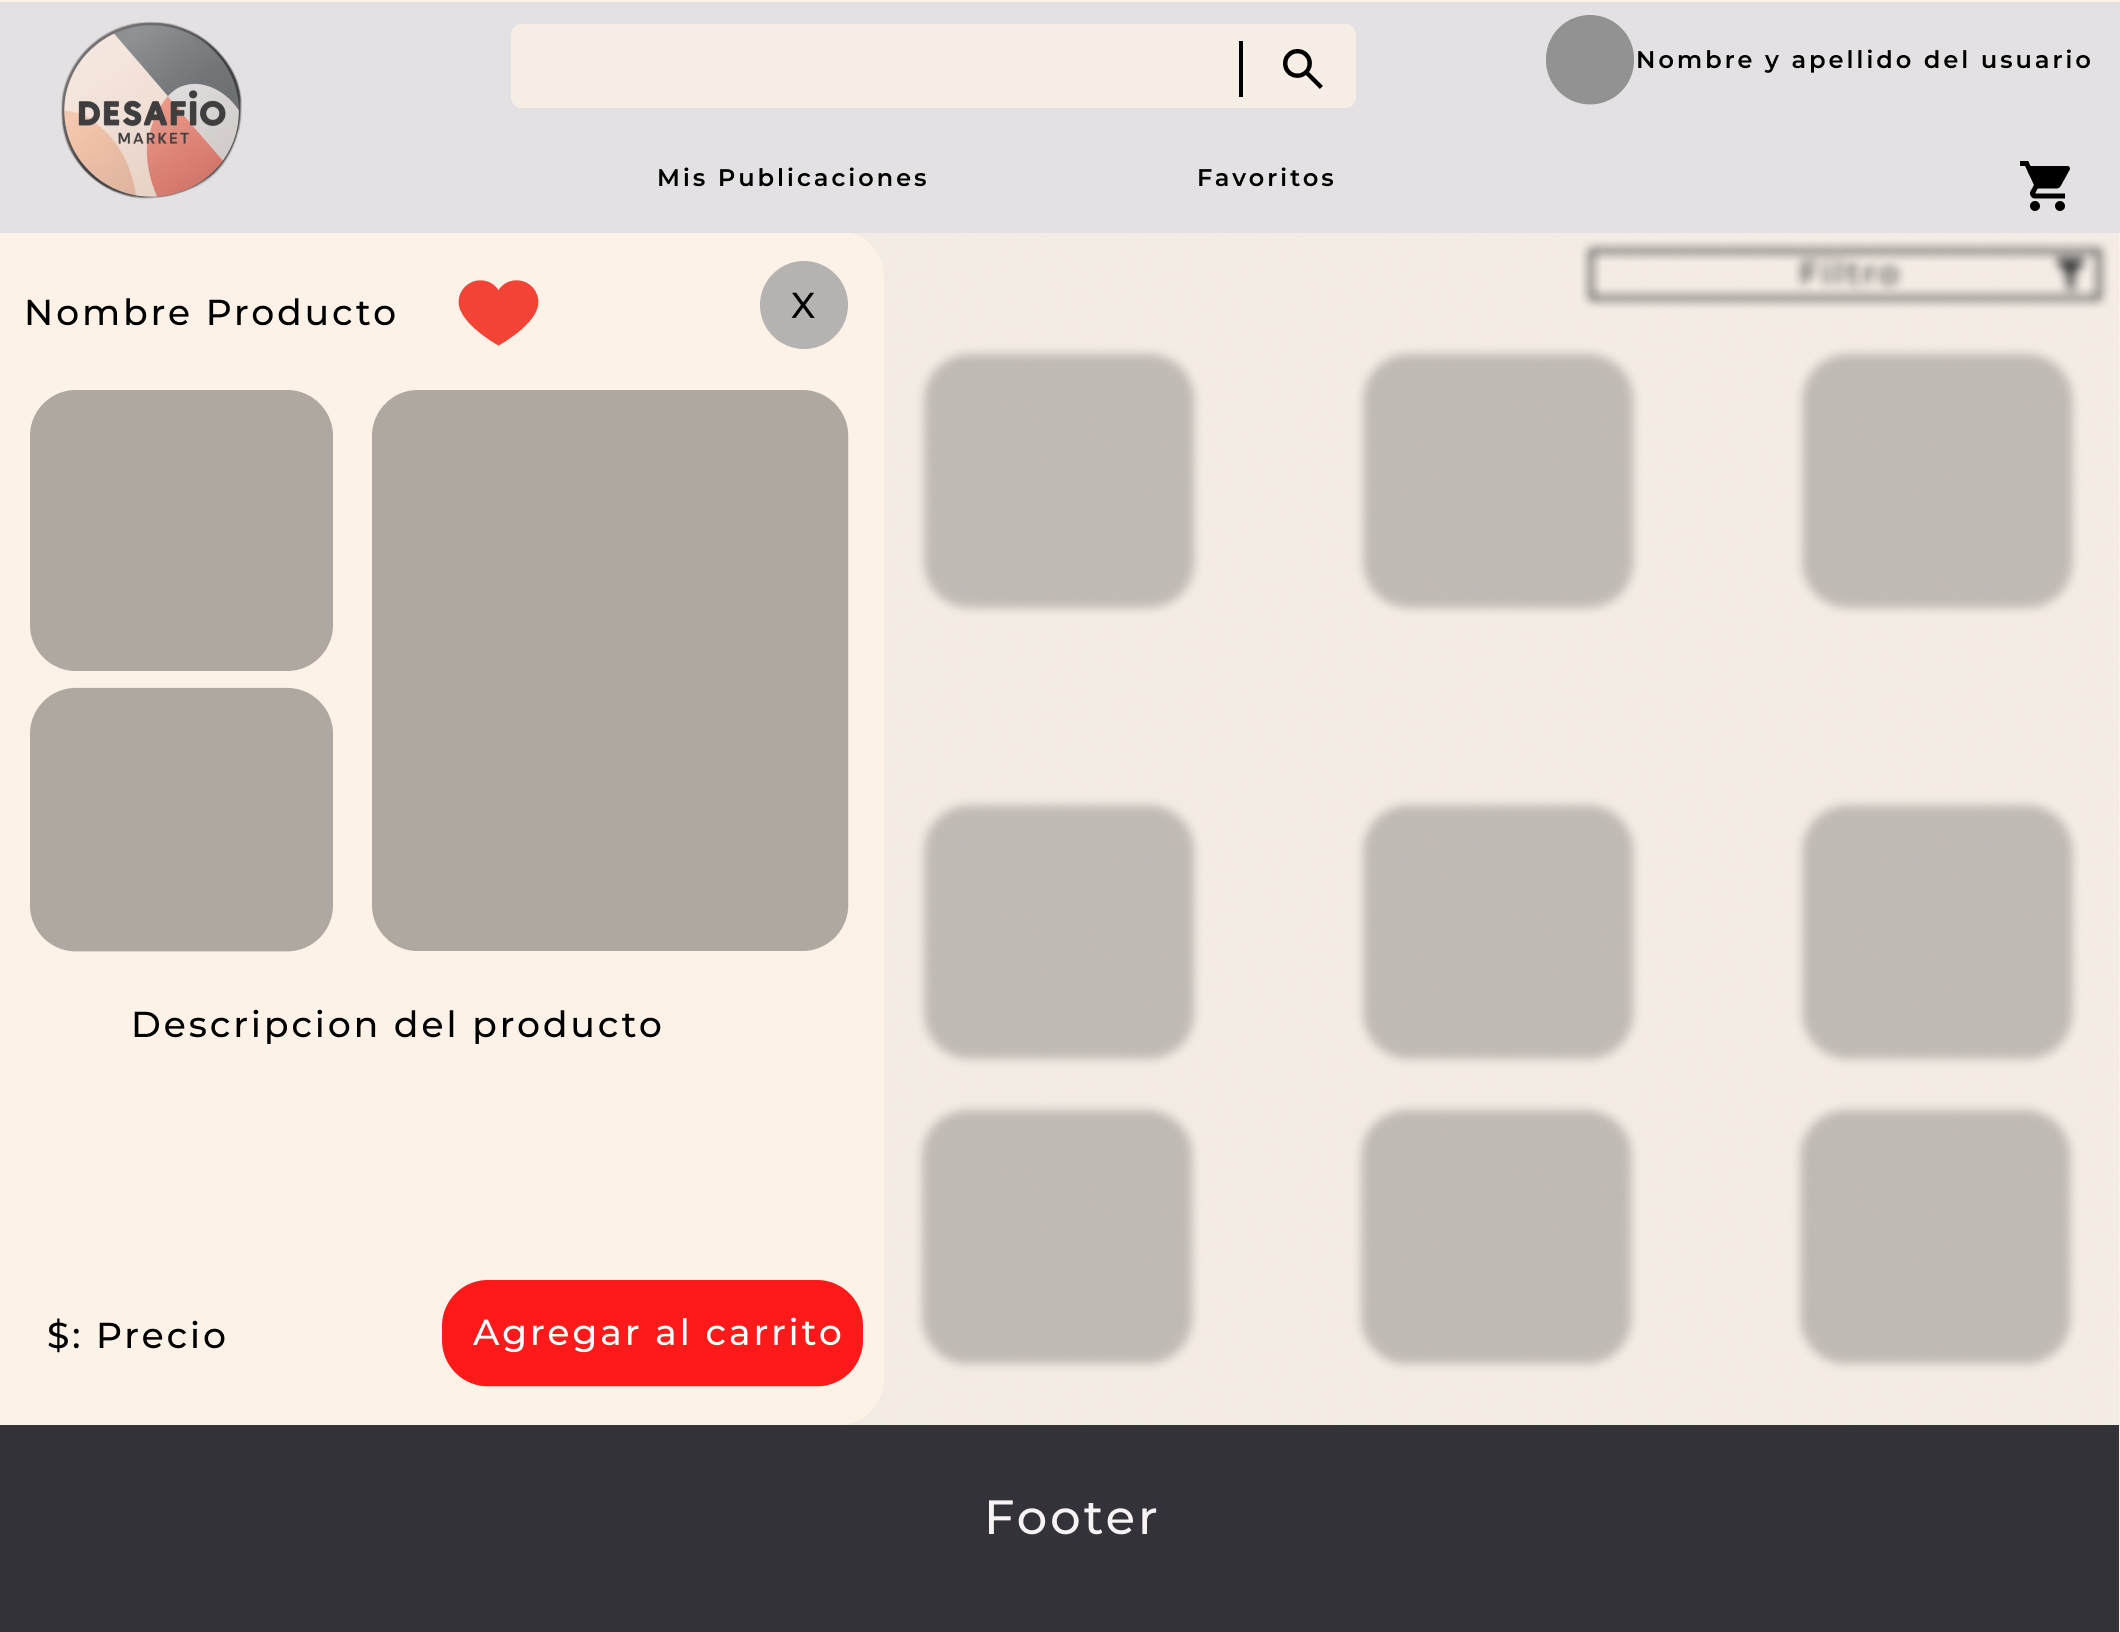 DESAFİO
MARKET
Nombre y apellido del usuario
Mis Publicaciones
Favoritos
Filtro
Nombre Producto
X
Descripcion del producto
$: Precio
Agregar al carrito
Footer